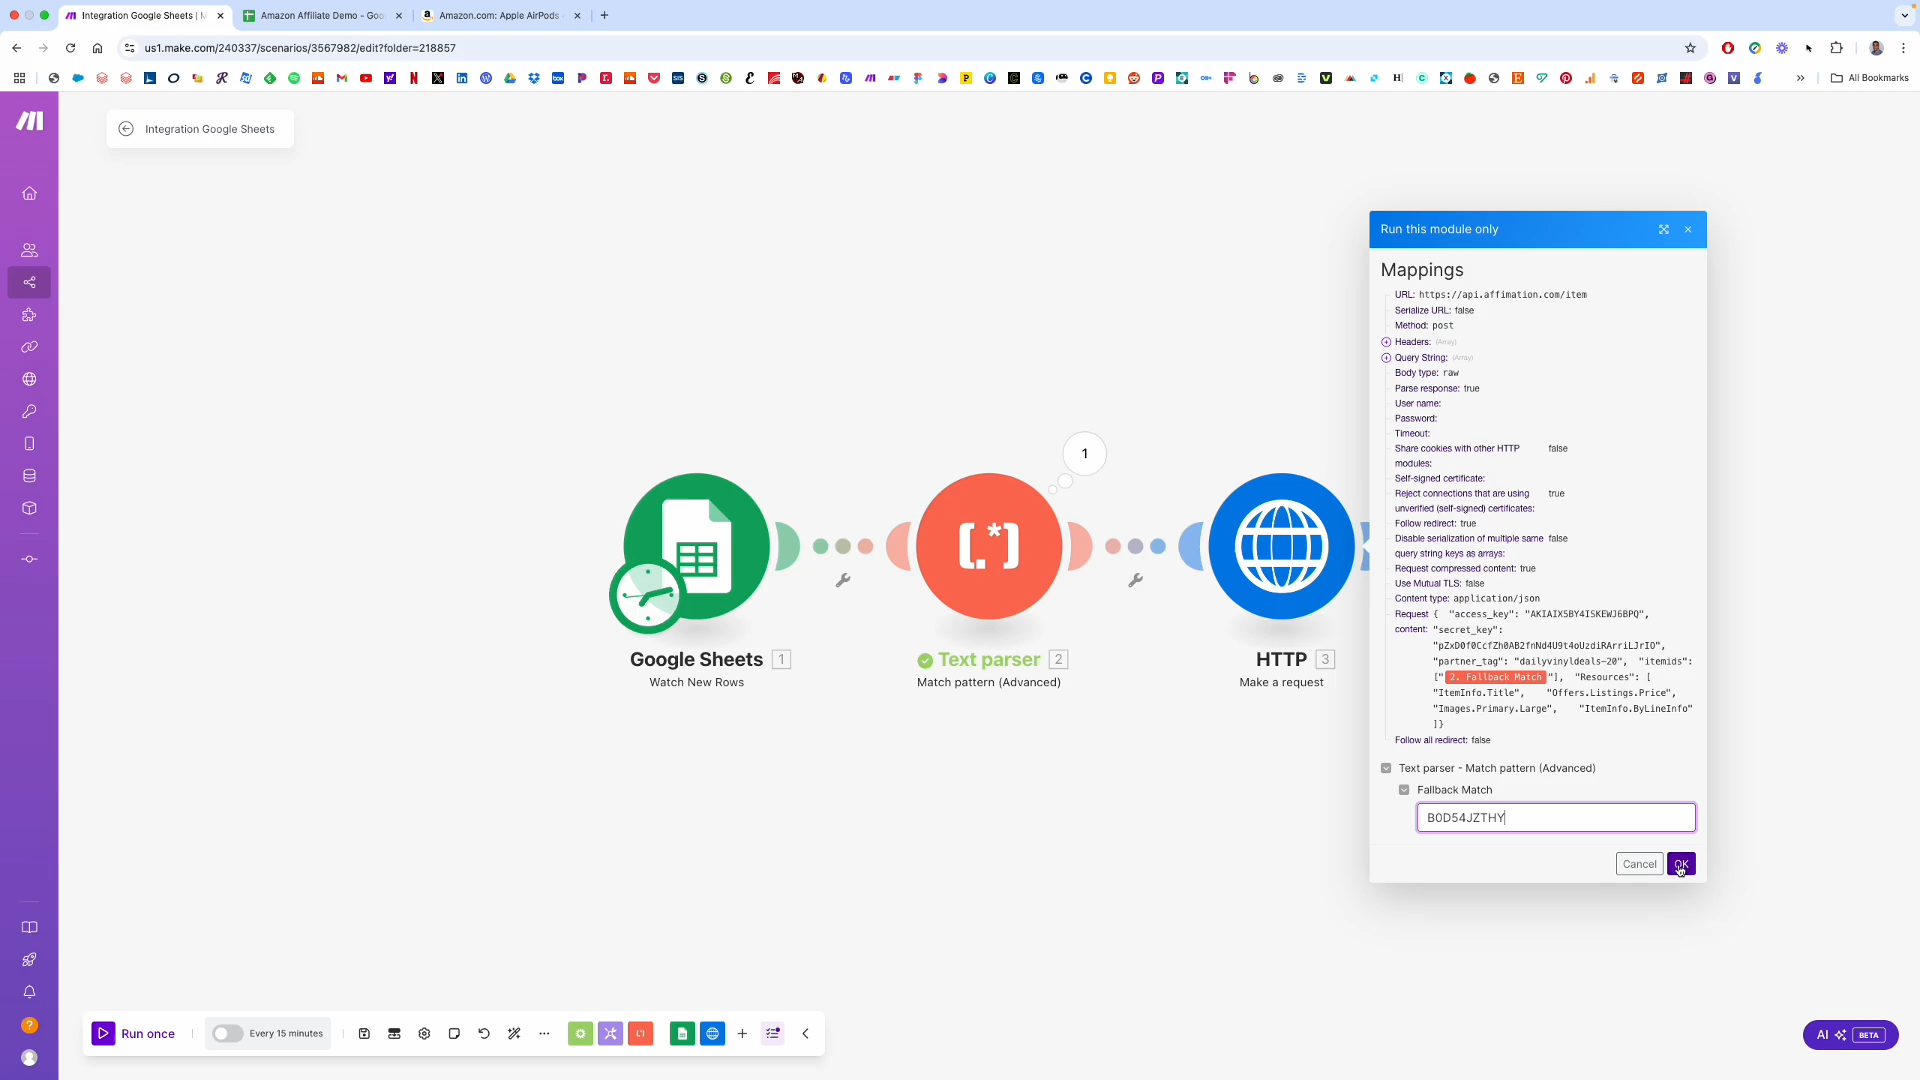 Integration Google Sheets | M
Amazon Affiliate Demo - Goo
Amazon.com: Apple AirPods
us1.make.com/240337/scenarios/3567982/edit?folder=218857
All Bookmarks
Integration Google Sheets
Run this module only
Mappings
URL: https://api.affimation.com/item
Serialize URL: false
Method: post
Headers: (Array)
Query String: (Array)
Body type: raw
Parse response: true
User name:
Password:
Timeout:
Share cookies with other HTTP modules: false
Self-signed certificate:
Reject connections that are using unverified (self-signed) certificates: true
Follow redirect: true
Disable serialization of multiple same query string keys as arrays: false
Request compressed content: true
Use Mutual TLS: false
Content type: application/json
Request content: { "access_key": "AKIAIX5BY4ISKEWJ6BPQ",
"secret_key":
"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",
"partner_tag": "dailyvinyldeals-20", "itemids":
[" 2. Fallback Match "], "Resources": [
"ItemInfo.Title", "Offers.Listings.Price",
"Images.Primary.Large", "ItemInfo.ByLineInfo"
]}
Follow all redirect: false
Text parser - Match pattern (Advanced)
Fallback Match
B0D54JZTHY
Cancel OK
1
[.*]
Google Sheets 1
Watch New Rows
Text parser 2
Match pattern (Advanced)
HTTP 3
Make a request
Run once
Every 15 minutes
AI BETA